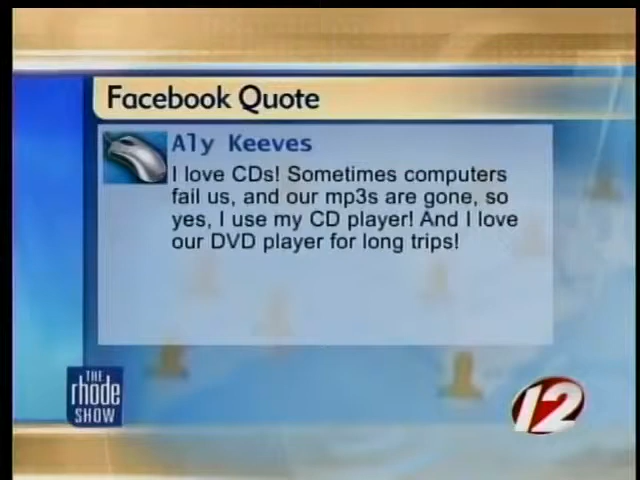 Facebook Quote
Aly Keeves
I love CDs! Sometimes computers
fail us, and our mp3s are gone, so
yes, I use my CD player! And I love
our DVD player for long trips!
THE
rhode
SHOW
12